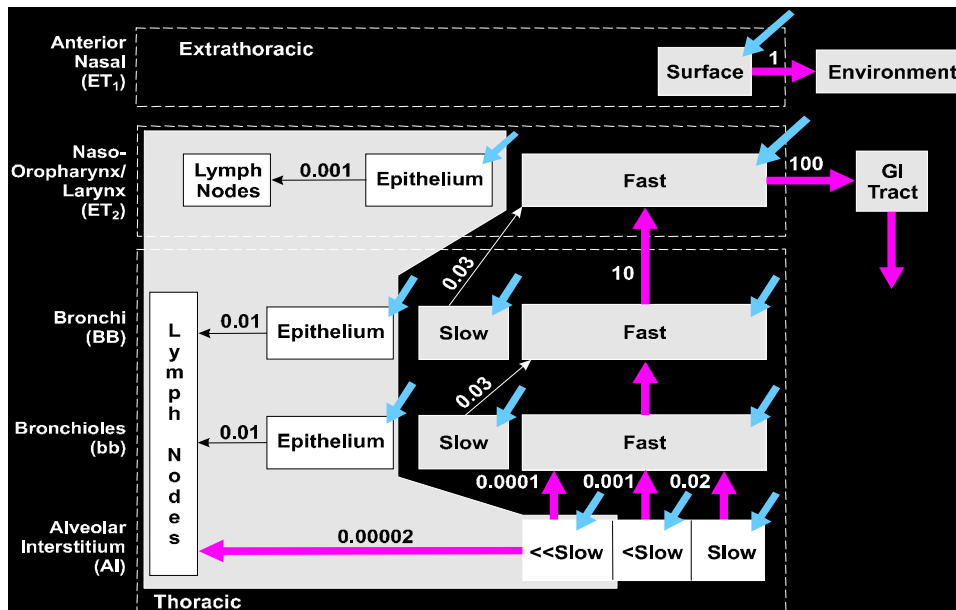 Anterior
Nasal
(ET₁)
Extrathoracic
Surface
1
Environment
Naso-
Oropharynx/
Larynx
(ET₂)
Lymph
Nodes
0.001
Epithelium
Fast
100
GI
Tract
0.03
10
Bronchi
(BB)
Lymph Nodes
0.01
Epithelium
Slow
Fast
0.03
Bronchioles
(bb)
0.01
Epithelium
Slow
Fast
0.0001
0.001
0.02
Alveolar
Interstitium
(AI)
0.00002
<<Slow
<Slow
Slow
Thoracic